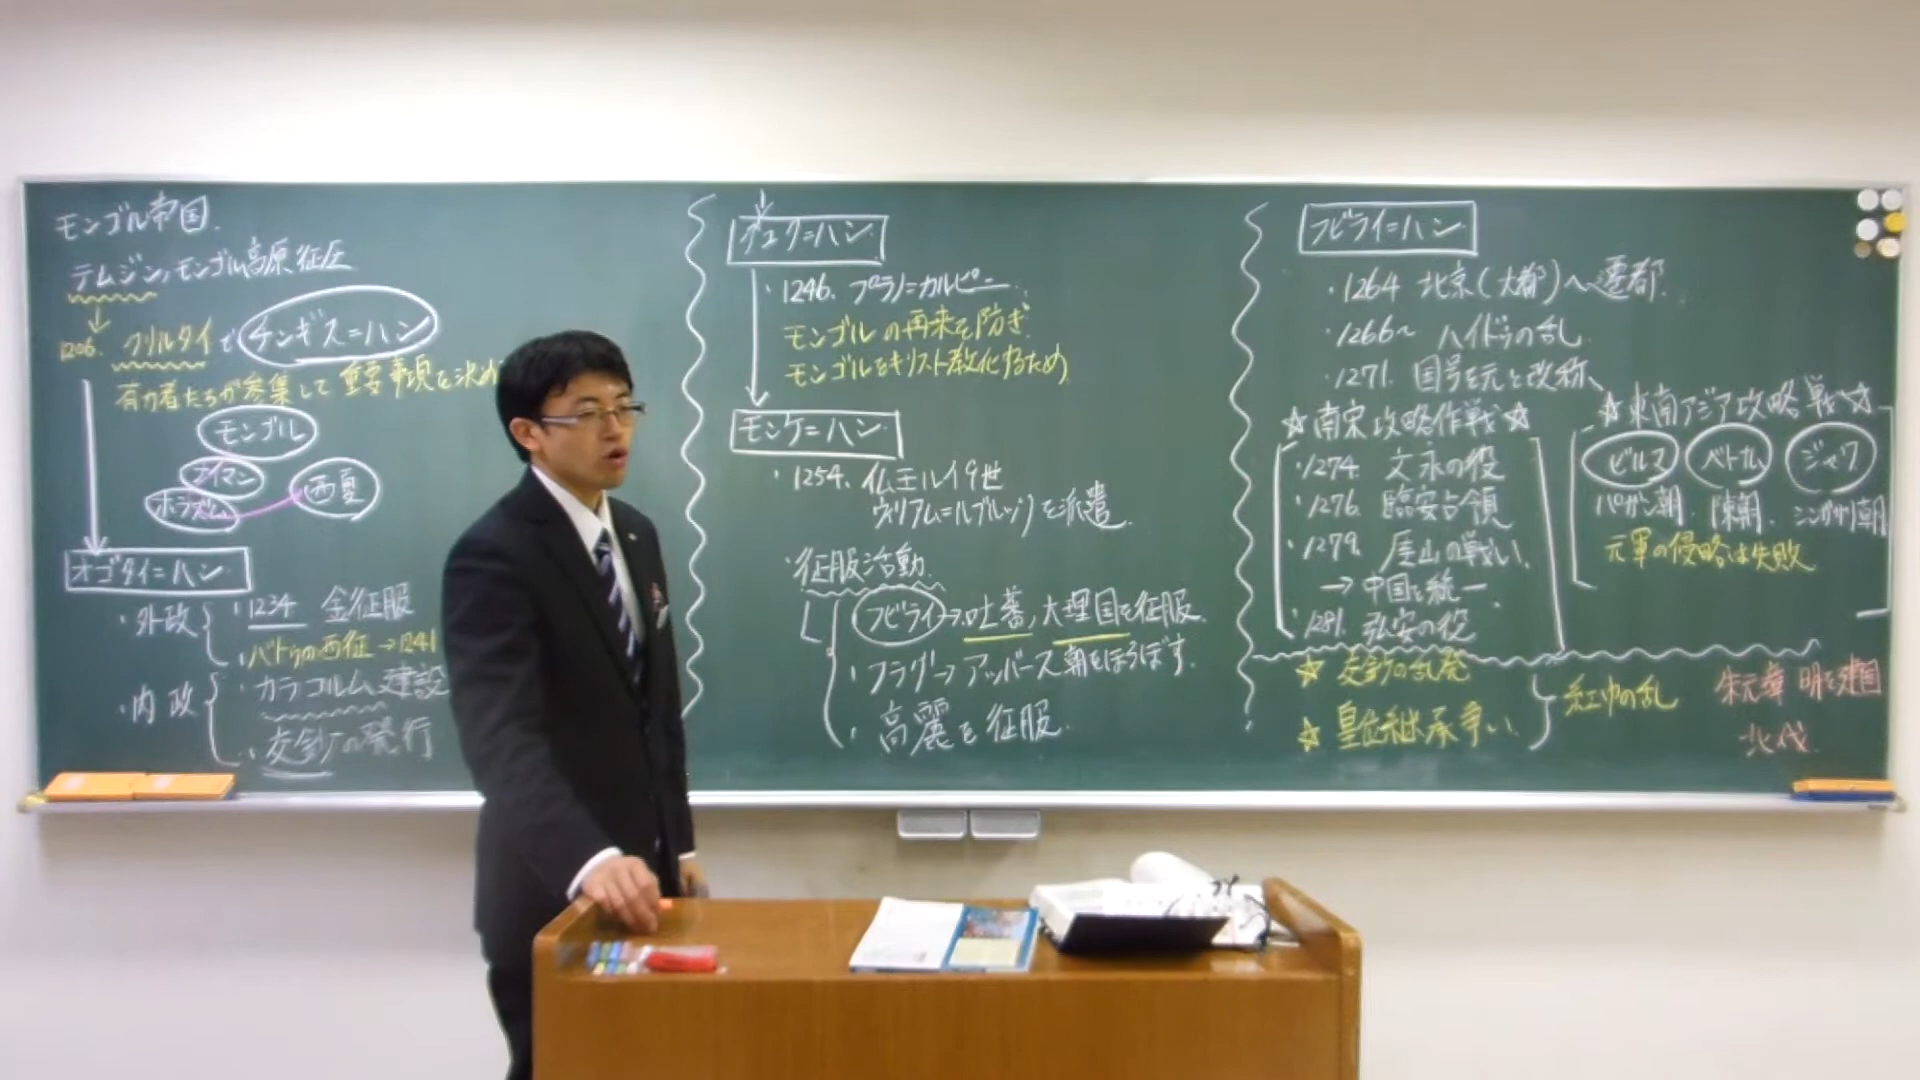 モンゴル帝国.
テムジン,モンゴル高原征圧
1206. クリルタイでチンギス=ハン
有力者たちが参集して重要事項を決め
モンゴル
ナイマン
ホラズム
西夏
オゴタイ=ハン
・外政
・1234 金征服
・バトゥの西征→1241
・内政
・カラコルム建設
・交鈔の発行
オユク=ハン
・1246. プラノ=カルピニ
モンゴルの再来を防ぎ
モンゴルをキリスト教化するため
モンケ=ハン
・1254. 仏王ルイ9世
ウィリアム=ルブルックを派遣.
・征服活動.
フビライ→吐蕃,大理国を征服.
・フラグ→アッバース朝をほろぼす.
・高麗を征服.
フビライ=ハン
・1264 北京(大都)へ遷都.
・1266~ ハイドゥの乱
・1271. 国号を元と改称.
☆南宋攻略作戦☆
・1274. 文永の役
・1276. 臨安占領
・1279. 厓山の戦い.
→中国を統一.
・1281. 弘安の役
☆東南アジア攻略戦☆
ビルマ
ベトナム
ジャワ
パガン朝. 陳朝. シンガサリ朝
元軍の侵略は失敗
☆ 交鈔の乱発
☆ 皇位継承争い.
紅巾の乱
朱元璋 明を建国
北伐.